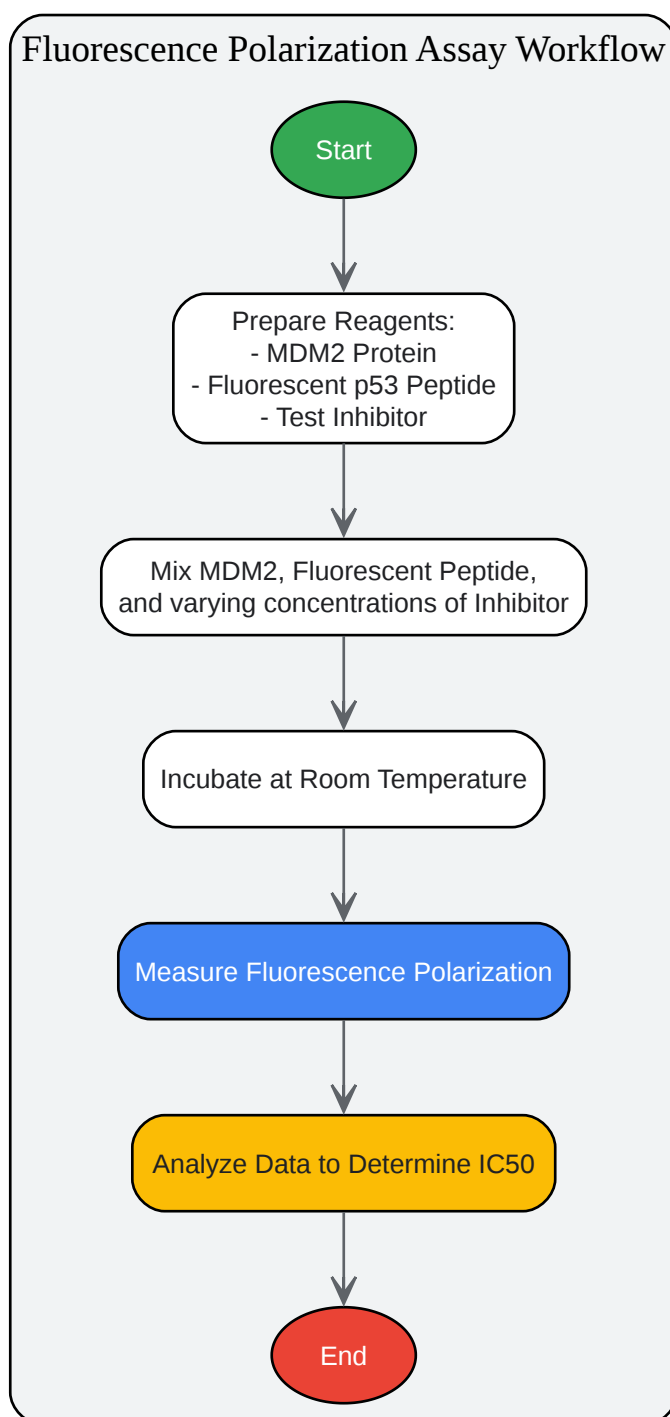 Fluorescence Polarization Assay Workflow
Start
Prepare Reagents:
- MDM2 Protein
- Fluorescent p53 Peptide
- Test Inhibitor
Mix MDM2, Fluorescent Peptide,
and varying concentrations of Inhibitor
Incubate at Room Temperature
Measure Fluorescence Polarization
Analyze Data to Determine IC50
End